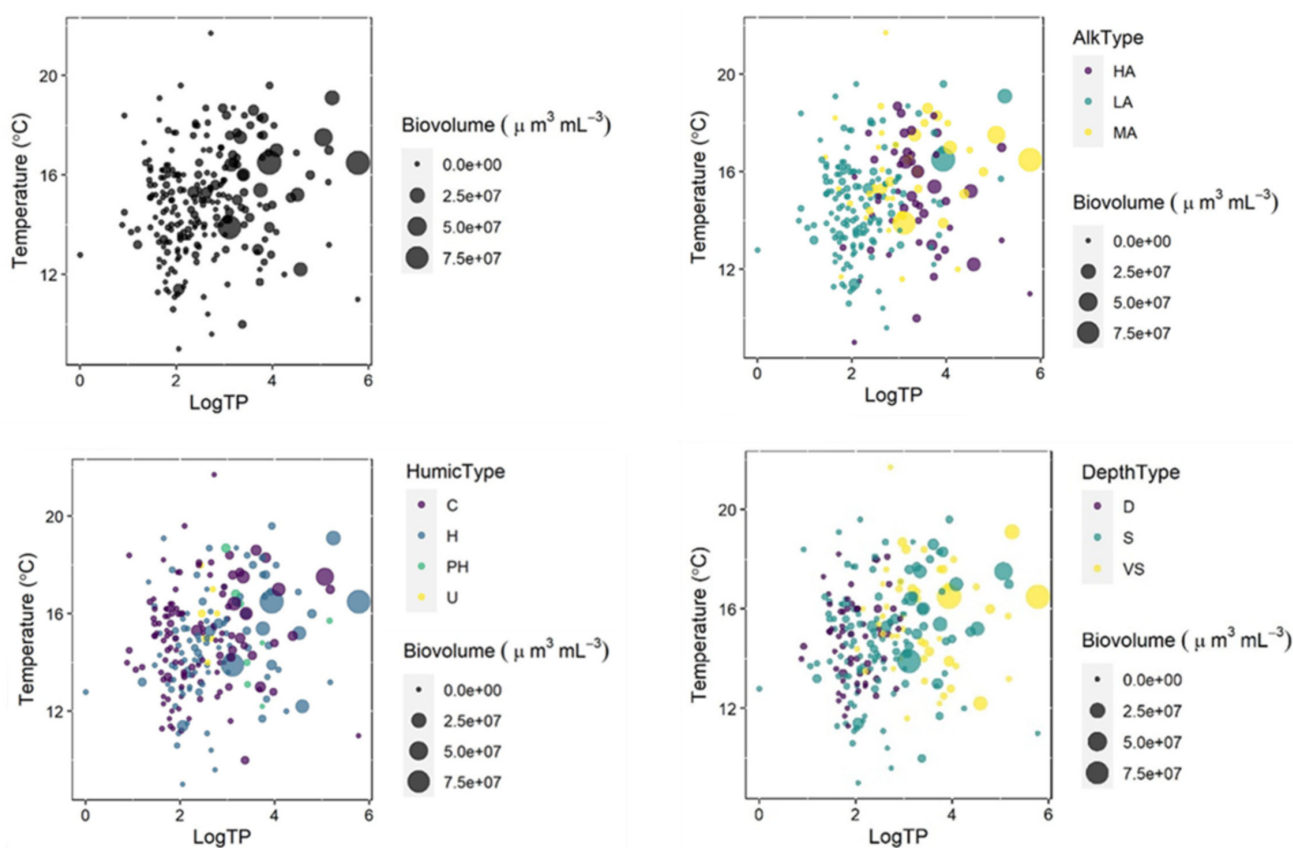 20
16
12
Temperature (°C)
0
2
4
6
LogTP
Biovolume ( μ m³ mL⁻³)
0.0e+00
2.5e+07
5.0e+07
7.5e+07
20
16
12
Temperature (°C)
0
2
4
6
LogTP
AlkType
HA
LA
MA
Biovolume ( μ m³ mL⁻³)
0.0e+00
2.5e+07
5.0e+07
7.5e+07
20
16
12
Temperature (°C)
0
2
4
6
LogTP
HumicType
C
H
PH
U
Biovolume ( μ m³ mL⁻³)
0.0e+00
2.5e+07
5.0e+07
7.5e+07
20
16
12
Temperature (°C)
0
2
4
6
LogTP
DepthType
D
S
VS
Biovolume ( μ m³ mL⁻³)
0.0e+00
2.5e+07
5.0e+07
7.5e+07